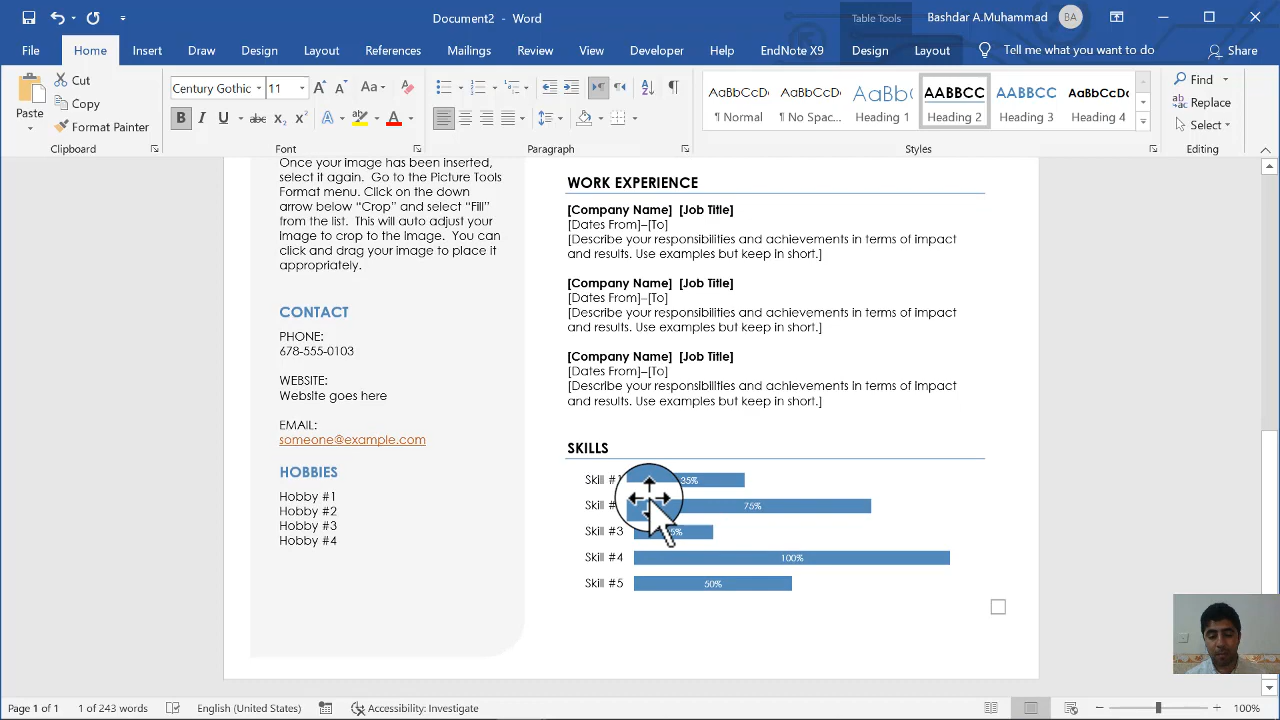 Document2 - Word
Table Tools
Bashdar A.Muhammad
BA
File
Home
Insert
Draw
Design
Layout
References
Mailings
Review
View
Developer
Help
EndNote X9
Design
Layout
Tell me what you want to do
Share
Paste
Cut
Copy
Format Painter
Clipboard
Century Gothic
11
Font
Paragraph
AaBbCcDc
¶ Normal
AaBbCcDc
¶ No Spac...
AaBbC
Heading 1
AABBCC
Heading 2
AABBCC
Heading 3
AaBbCcDc
Heading 4
Styles
Find
Replace
Select
Editing
Once your image has been inserted,
select it again. Go to the Picture Tools
Format menu. Click on the down
arrow below “Crop” and select “Fill”
from the list. This will auto adjust your
image to crop to the image. You can
click and drag your image to place it
appropriately.
CONTACT
PHONE:
678-555-0103
WEBSITE:
Website goes here
EMAIL:
someone@example.com
HOBBIES
Hobby #1
Hobby #2
Hobby #3
Hobby #4
WORK EXPERIENCE
[Company Name] [Job Title]
[Dates From]–[To]
[Describe your responsibilities and achievements in terms of impact
and results. Use examples but keep in short.]
[Company Name] [Job Title]
[Dates From]–[To]
[Describe your responsibilities and achievements in terms of impact
and results. Use examples but keep in short.]
[Company Name] [Job Title]
[Dates From]–[To]
[Describe your responsibilities and achievements in terms of impact
and results. Use examples but keep in short.]
SKILLS
Skill #1 35%
Skill # 75%
Skill #3
Skill #4 100%
Skill #5 50%
Page 1 of 1
1 of 243 words
English (United States)
Accessibility: Investigate
100%